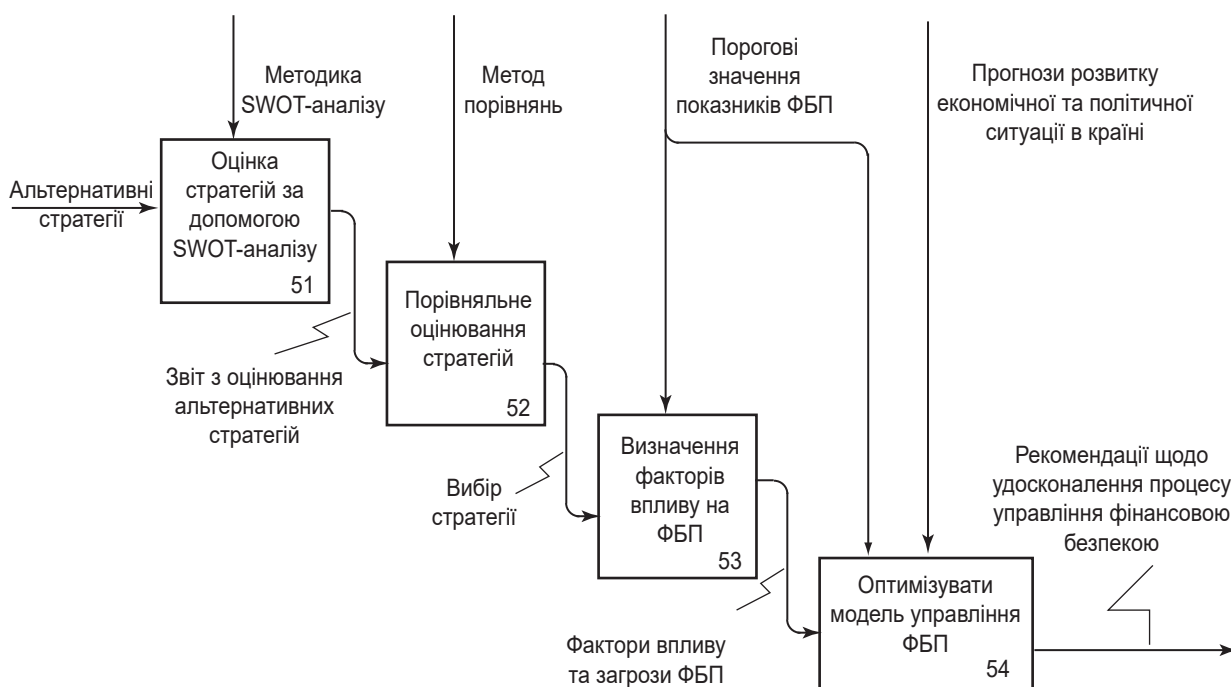 Методика
SWOT-аналізу
Метод
порівнянь
Порогові
значення
показників ФБП
Прогнози розвитку
економічної та політичної
ситуації в країні
Альтернативні
стратегії
Оцінка
стратегій за
допомогою
SWOT-аналізу
51
Звіт з оцінювання
альтернативних
стратегій
Порівняльне
оцінювання
стратегій
52
Вибір
стратегії
Визначення
факторів
впливу на
ФБП
53
Фактори впливу
та загрози ФБП
Оптимізувати
модель управління
ФБП
54
Рекомендації щодо
удосконалення процесу
управління фінансовою
безпекою